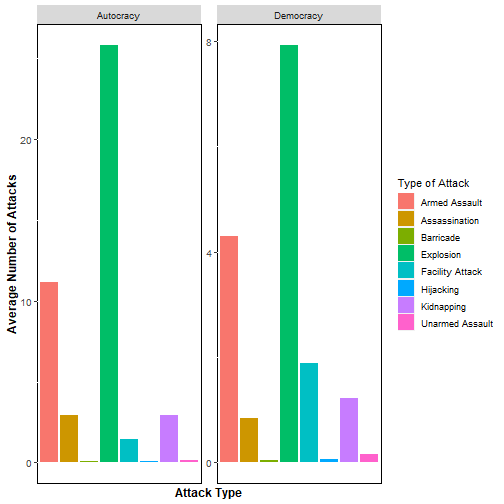 Autocracy
Democracy
Average Number of Attacks
20
10
0
8
4
0
Attack Type
Type of Attack
Armed Assault
Assassination
Barricade
Explosion
Facility Attack
Hijacking
Kidnapping
Unarmed Assault